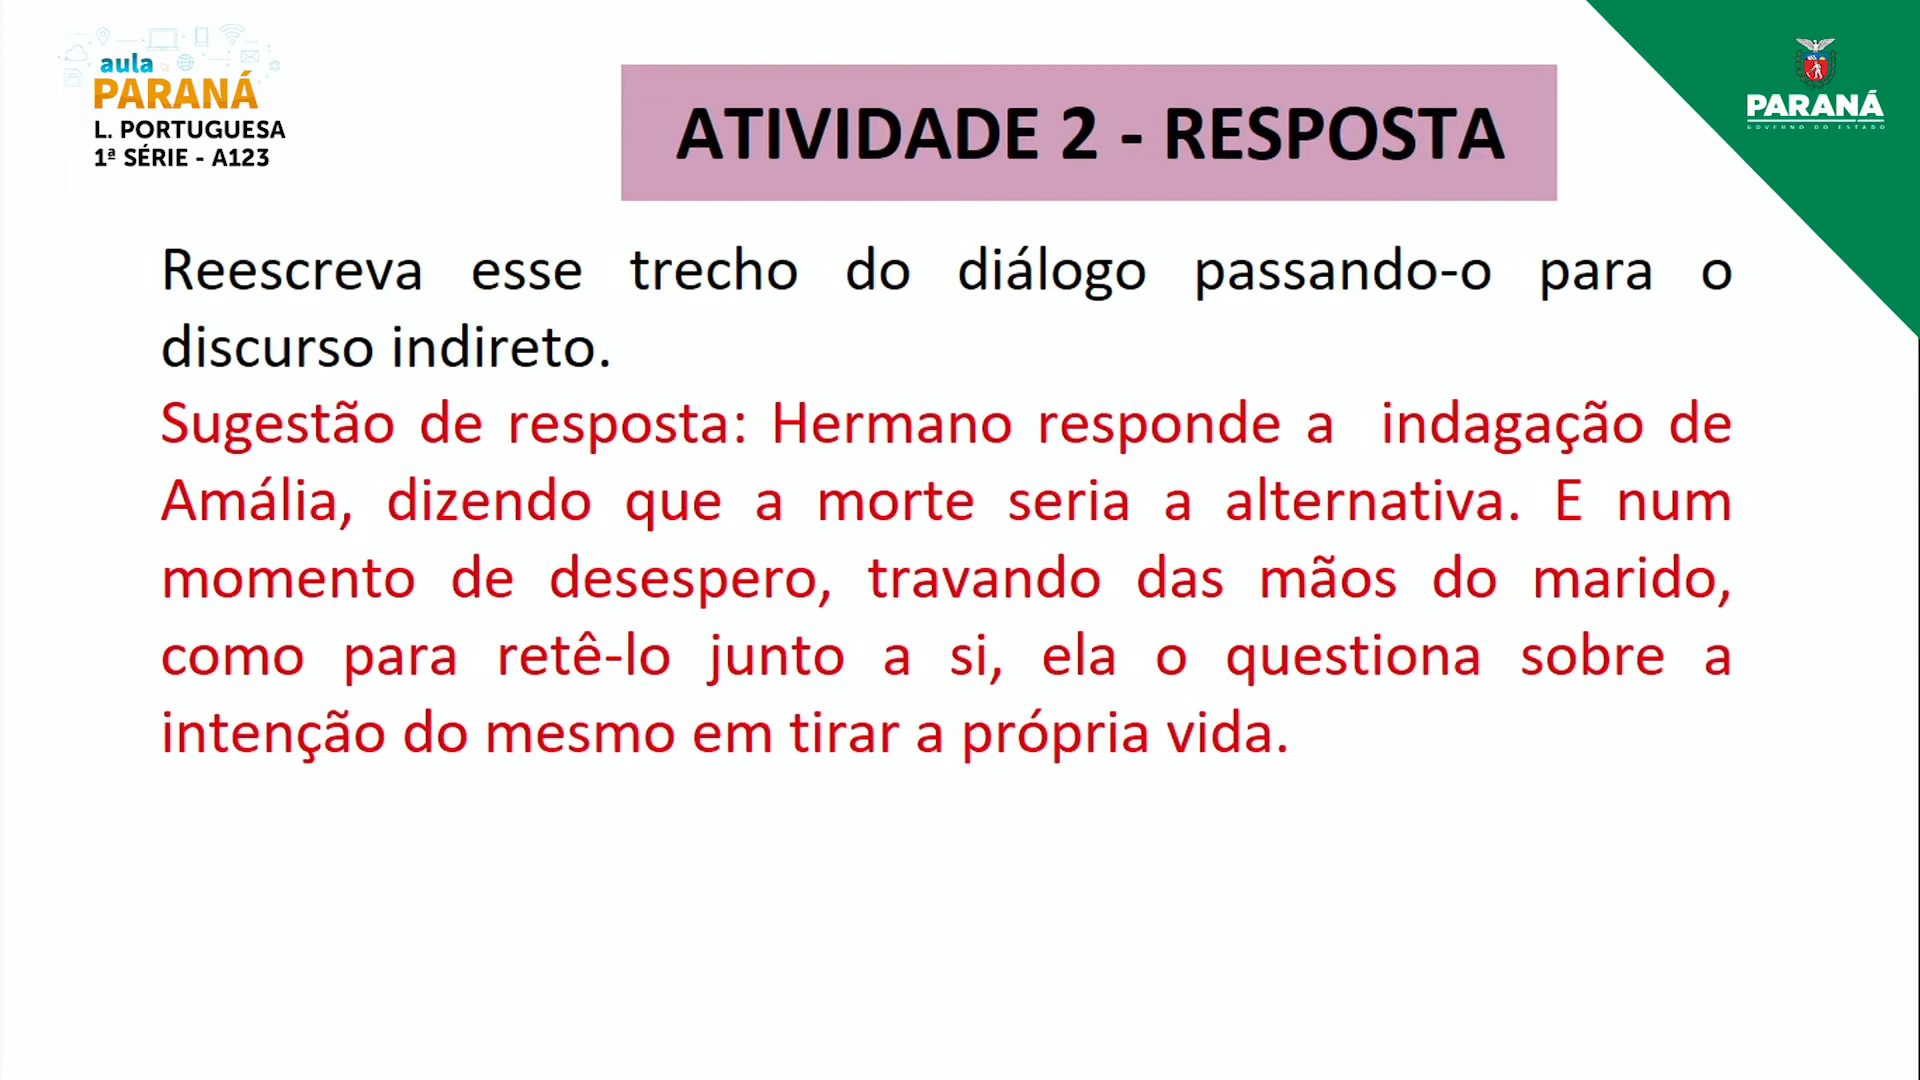 aula
PARANÁ
L. PORTUGUESA
1ª SÉRIE - A123
ATIVIDADE 2 - RESPOSTA
PARANÁ
GOVERNO DO ESTADO
Reescreva esse trecho do diálogo passando-o para o
discurso indireto.
Sugestão de resposta: Hermano responde a indagação de
Amália, dizendo que a morte seria a alternativa. E num
momento de desespero, travando das mãos do marido,
como para retê-lo junto a si, ela o questiona sobre a
intenção do mesmo em tirar a própria vida.